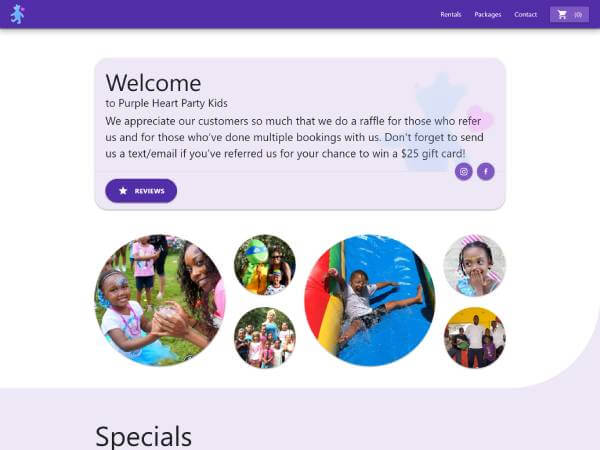 Rentals
Packages
Contact
(0)
Welcome
to Purple Heart Party Kids
We appreciate our customers so much that we do a raffle for those who refer
us and for those who've done multiple bookings with us. Don't forget to send
us a text/email if you've referred us for your chance to win a $25 gift card!
REVIEWS
Specials